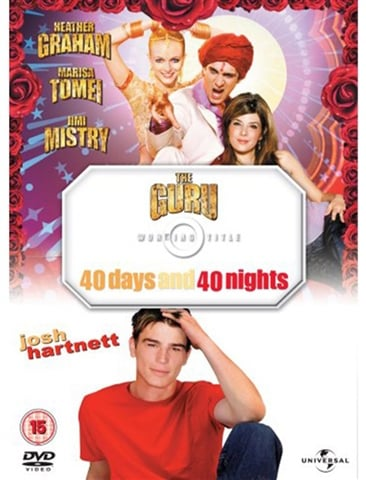 HEATHER
GRAHAM
MARISA
TOMEI
JIMI
MISTRY
THE
GURU
WORKING TITLE
40 days and 40 nights
josh
hartnett
15
DVD
VIDEO
UNIVERSAL